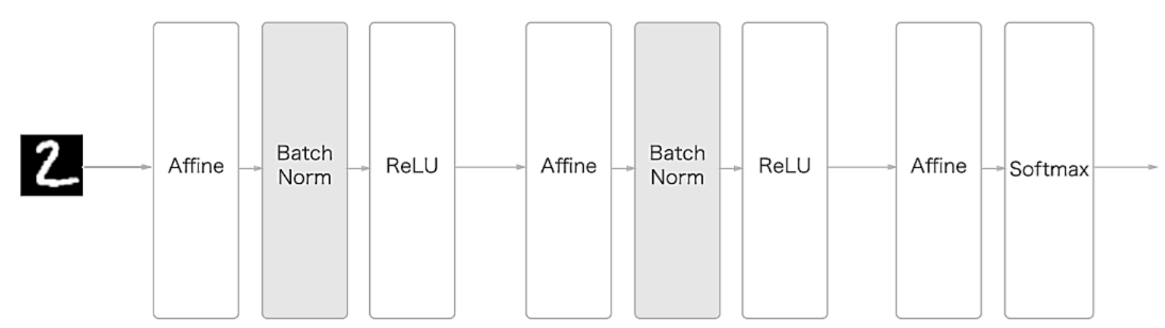 2
Affine
Batch
Norm
ReLU
Affine
Batch
Norm
ReLU
Affine
Softmax